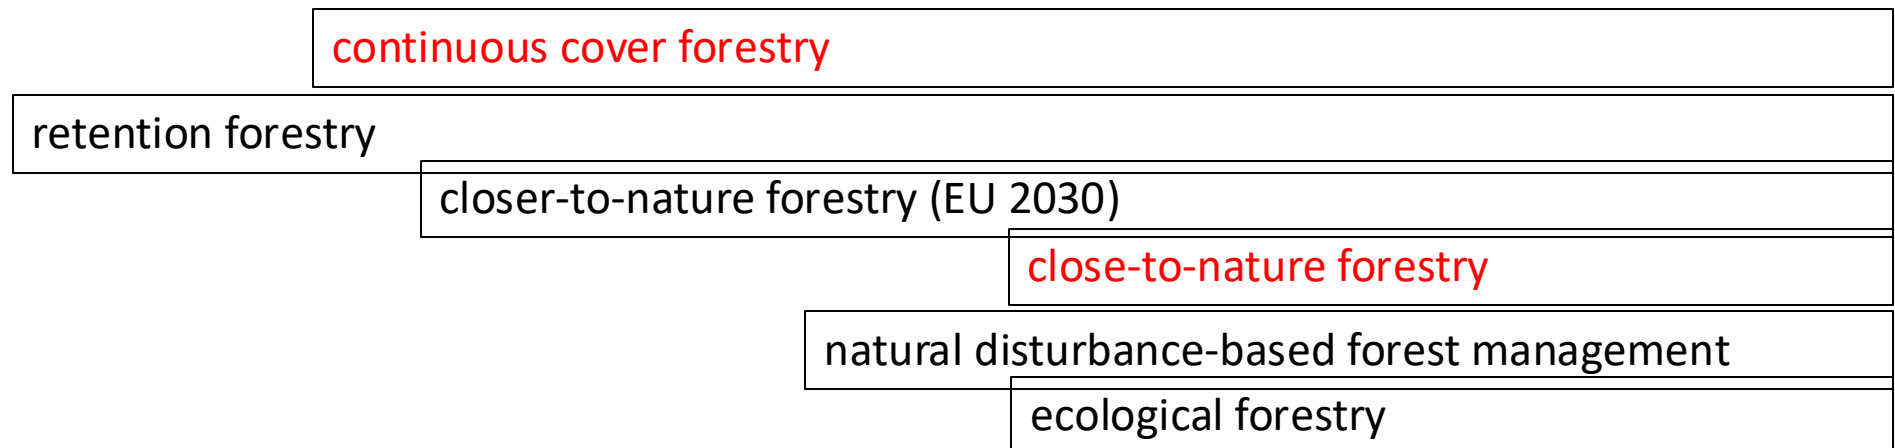 continuous cover forestry
retention forestry
closer-to-nature forestry (EU 2030)
close-to-nature forestry
natural disturbance-based forest management
ecological forestry